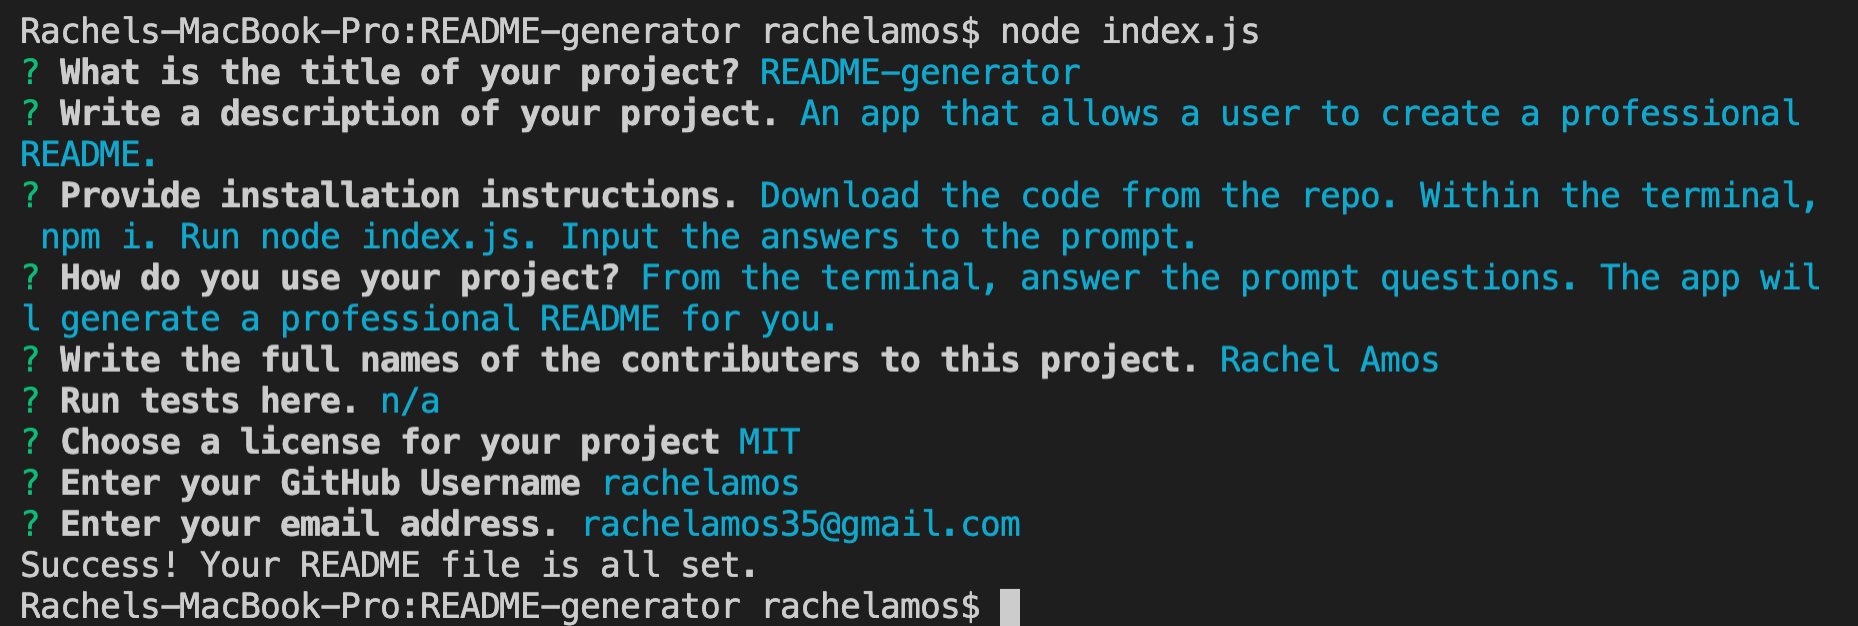 Rachels-MacBook-Pro:README-generator rachelamos$ node index.js
? What is the title of your project? README-generator
? Write a description of your project. An app that allows a user to create a professional
README.
? Provide installation instructions. Download the code from the repo. Within the terminal,
 npm i. Run node index.js. Input the answers to the prompt.
? How do you use your project? From the terminal, answer the prompt questions. The app wil
l generate a professional README for you.
? Write the full names of the contributers to this project. Rachel Amos
? Run tests here. n/a
? Choose a license for your project MIT
? Enter your GitHub Username rachelamos
? Enter your email address. rachelamos35@gmail.com
Success! Your README file is all set.
Rachels-MacBook-Pro:README-generator rachelamos$